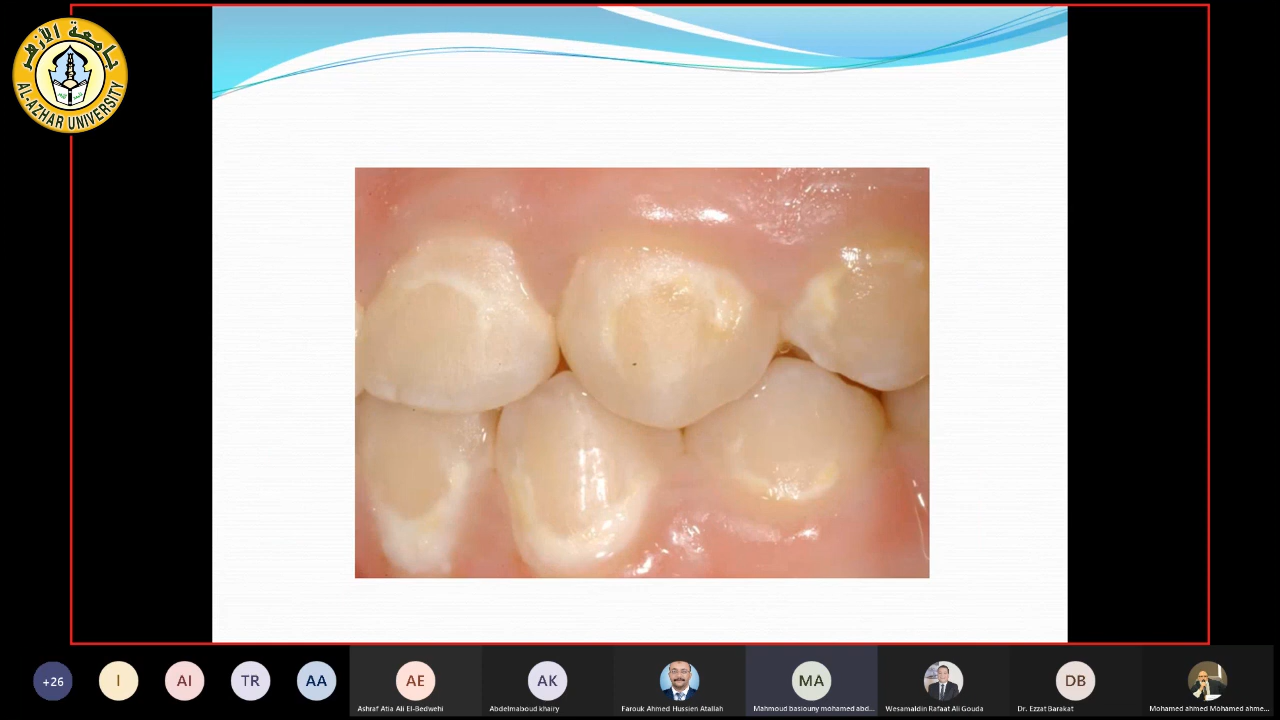 جامعة الأزهر
AL-AZHAR UNIVERSITY
+26
I
AI
TR
AA
AE
AK
MA
DB
Ashraf Atia Ali El-Bedwehi
Abdelmaboud khairy
Farouk Ahmed Hussien Atallah
Mahmoud basiouny mohamed abd...
Wesamaldin Rafaat Ali Gouda
Dr. Ezzat Barakat
Mohamed ahmed Mohamed ahme...